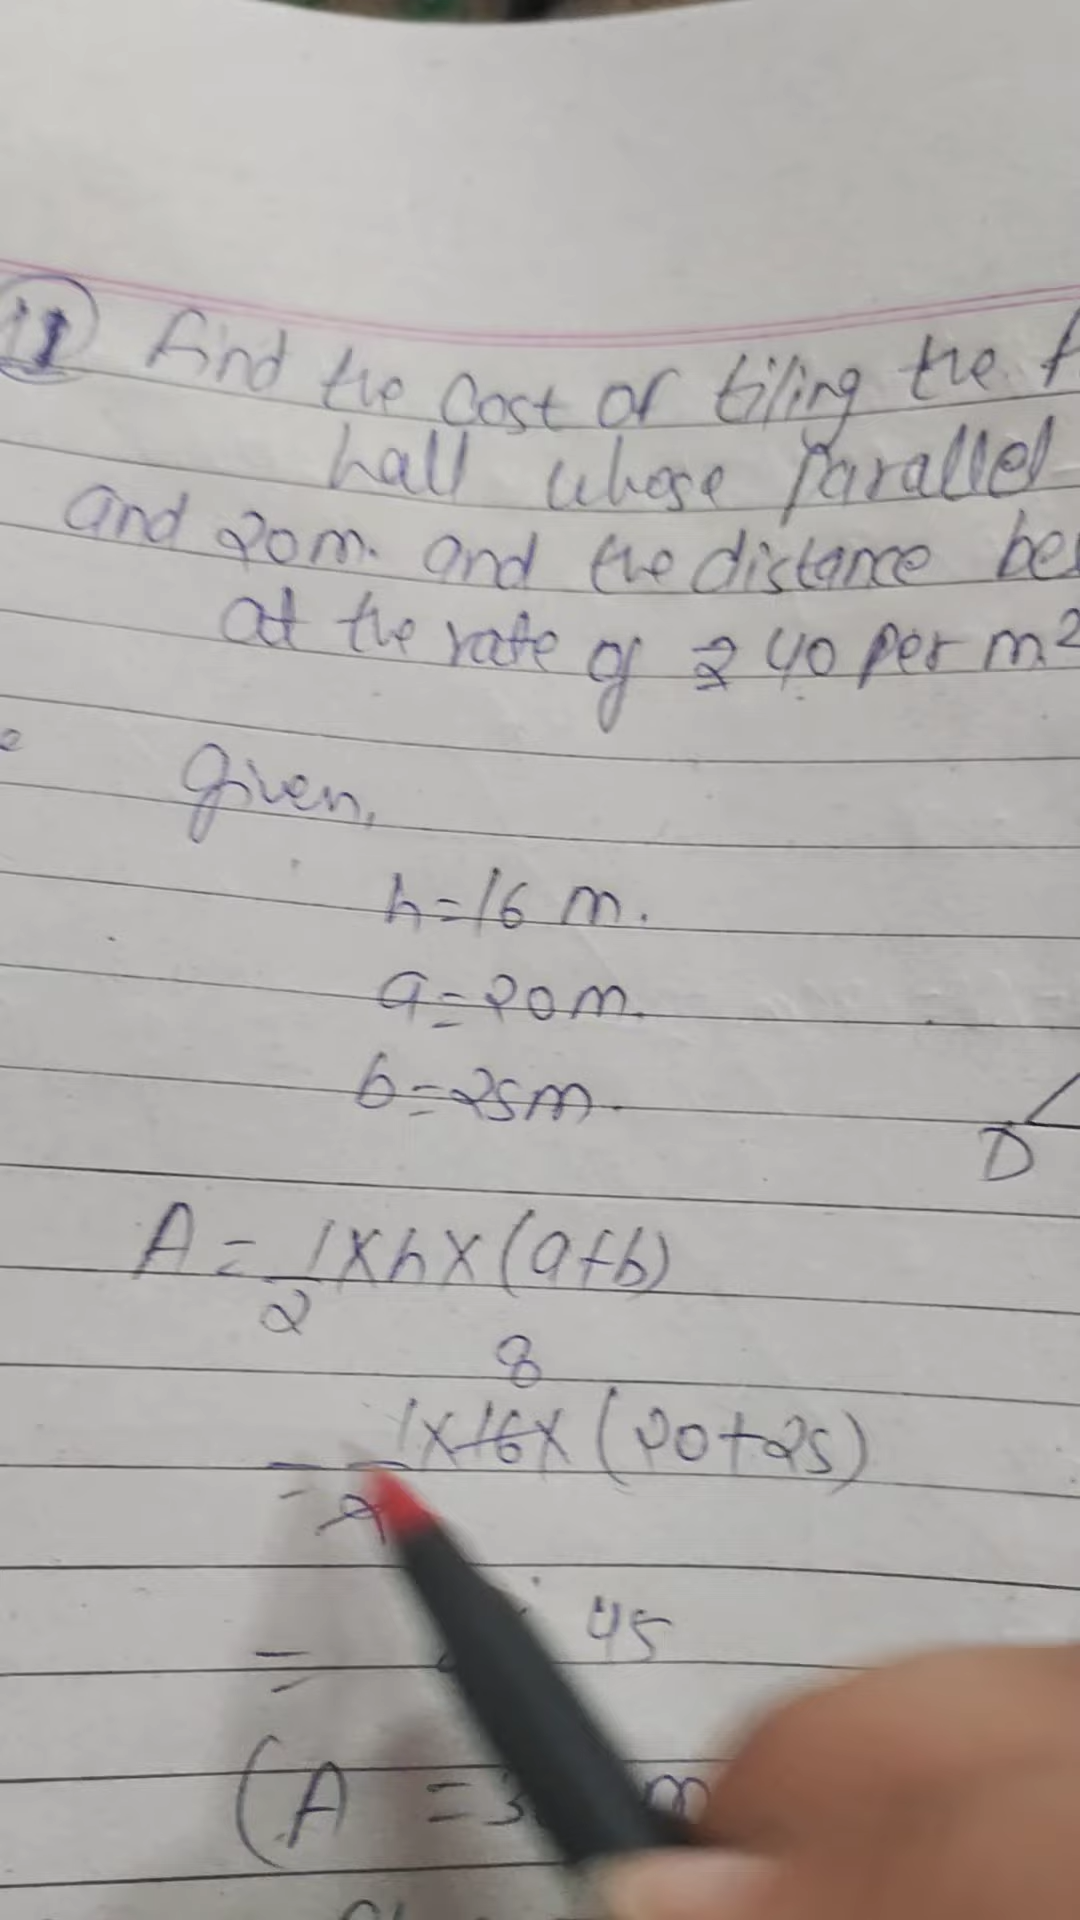 11 find the cost of tiling the
hall whose parallel
and 20m. and the distance
at the rate of ₹ 40 per m²
given,
h=16 m.
a=20m.
b=25m.
D
A = 1/2 x h x (a+b)
8
= 1/2 x 16 x (20+25)
= 45
(A = 3 m